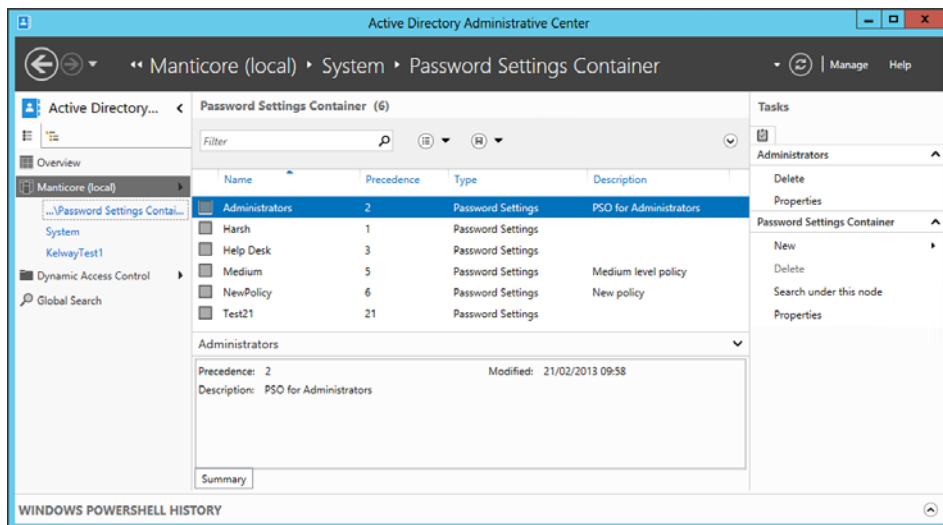 Active Directory Administrative Center
Manticore (local) System Password Settings Container Manage Help
Active Directory...
Overview
Manticore (local)
...\Password Settings Contai...
System
KelwayTest1
Dynamic Access Control
Global Search
Password Settings Container (6)
Filter
Name Precedence Type Description
Administrators 2 Password Settings PSO for Administrators
Harsh 1 Password Settings
Help Desk 3 Password Settings
Medium 5 Password Settings Medium level policy
NewPolicy 6 Password Settings New policy
Test21 21 Password Settings
Administrators
Precedence: 2 Modified: 21/02/2013 09:58
Description: PSO for Administrators
Summary
Tasks
Administrators
Delete
Properties
Password Settings Container
New
Delete
Search under this node
Properties
WINDOWS POWERSHELL HISTORY